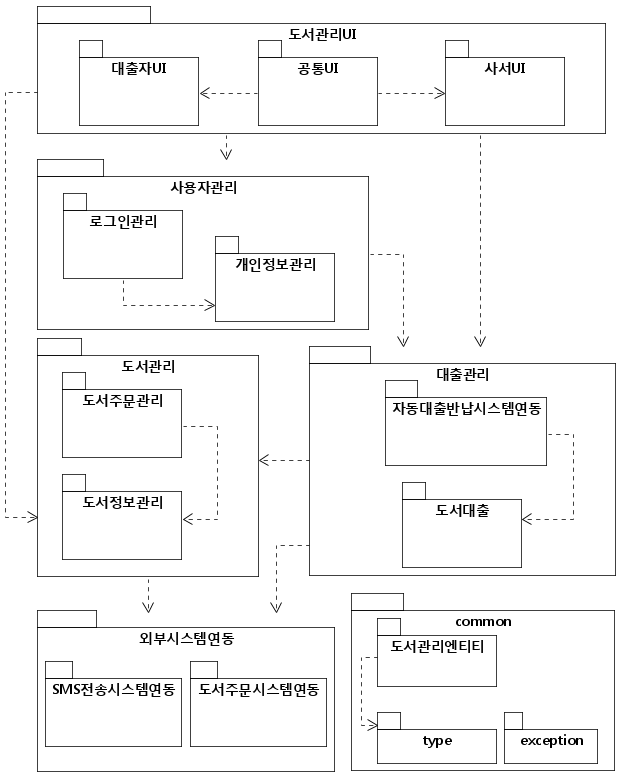 도서관리UI
대출자UI
공통UI
사서UI
사용자관리
로그인관리
개인정보관리
도서관리
도서주문관리
도서정보관리
대출관리
자동대출반납시스템연동
도서대출
외부시스템연동
SMS전송시스템연동
도서주문시스템연동
common
도서관리엔티티
type
exception